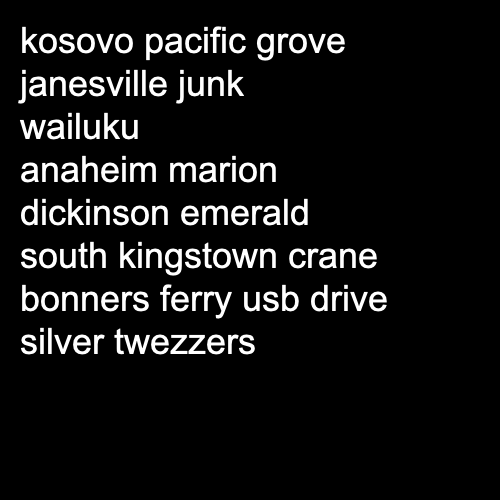 kosovo pacific grove
janesville junk
wailuku
anaheim marion
dickinson emerald
south kingstown crane
bonners ferry usb drive
silver twezzers